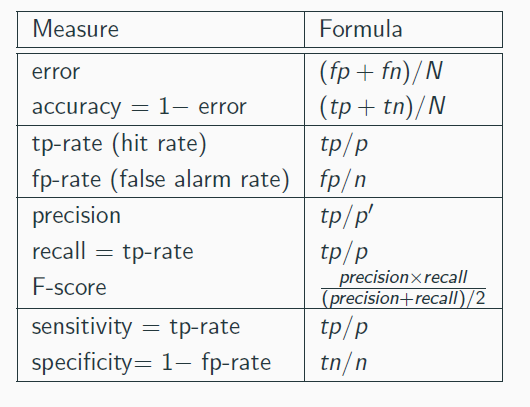 Measure Formula
error (fp + fn)/N
accuracy = 1− error (tp + tn)/N
tp-rate (hit rate) tp/p
fp-rate (false alarm rate) fp/n
precision tp/p′
recall = tp-rate tp/p
F-score precision×recall
(precision+recall)/2
sensitivity = tp-rate tp/p
specificity= 1− fp-rate tn/n